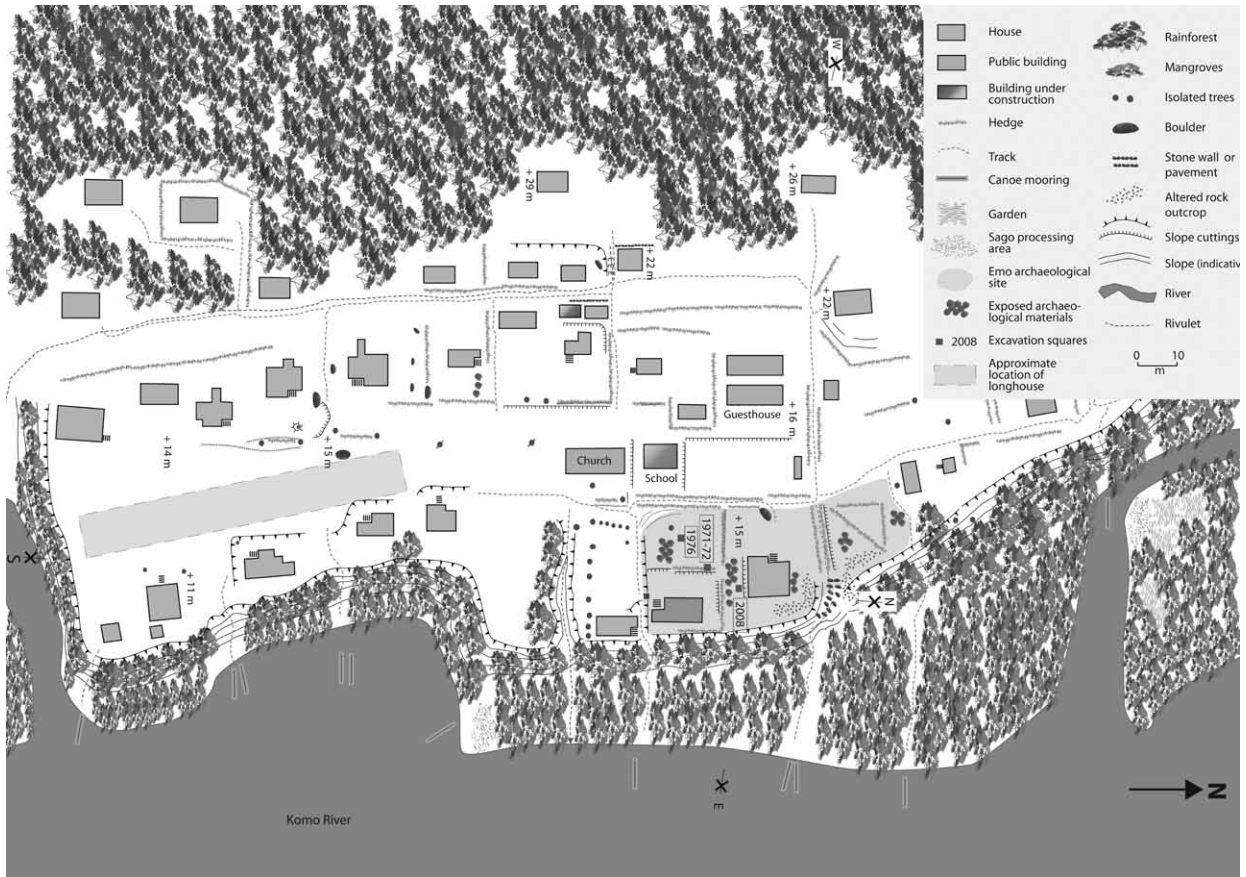 W
+ 29 m
+ 26 m
+ 22 m
+ 22 m
Guesthouse
+ 16 m
+ 14 m
+ 15 m
Church
School
1971-72
1976
+ 15 m
2008
+ 11 m
S
N
E
Komo River
N
House
Public building
Building under
construction
Hedge
Track
Canoe mooring
Garden
Sago processing
area
Emo archaeological
site
Exposed archaeo-
logical materials
2008 Excavation squares
Approximate
location of
longhouse
Rainforest
Mangroves
Isolated trees
Boulder
Stone wall or
pavement
Altered rock
outcrop
Slope cuttings
Slope (indicativ
River
Rivulet
0 10
m